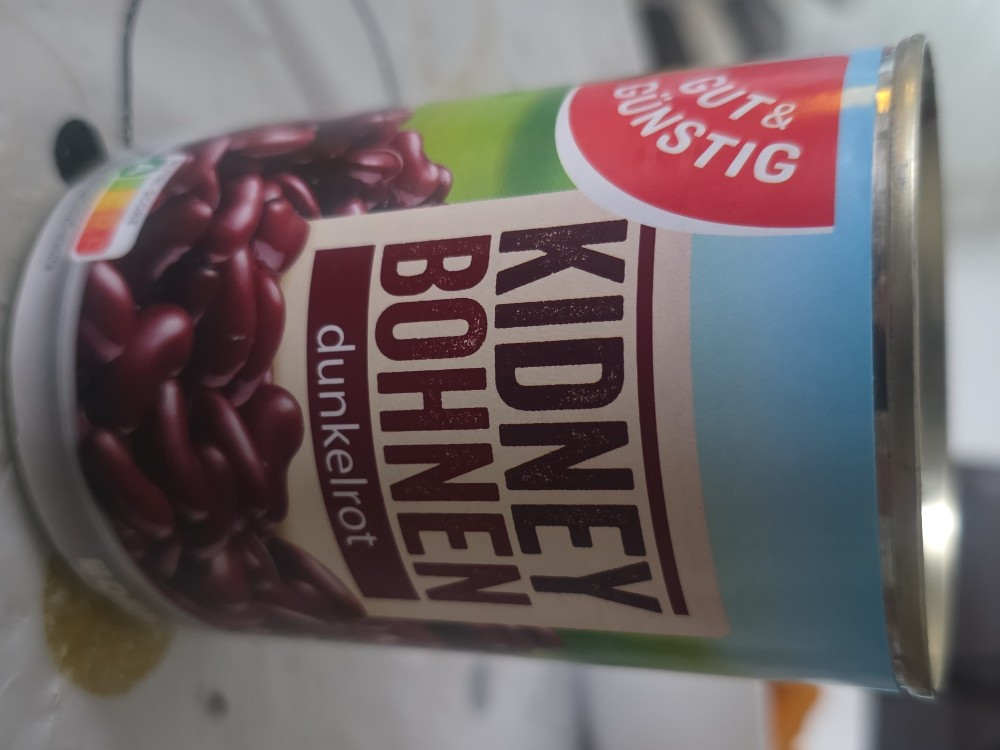 GUT&
GÜNSTIG
KIDNEY
BOHNEN
dunkelrot